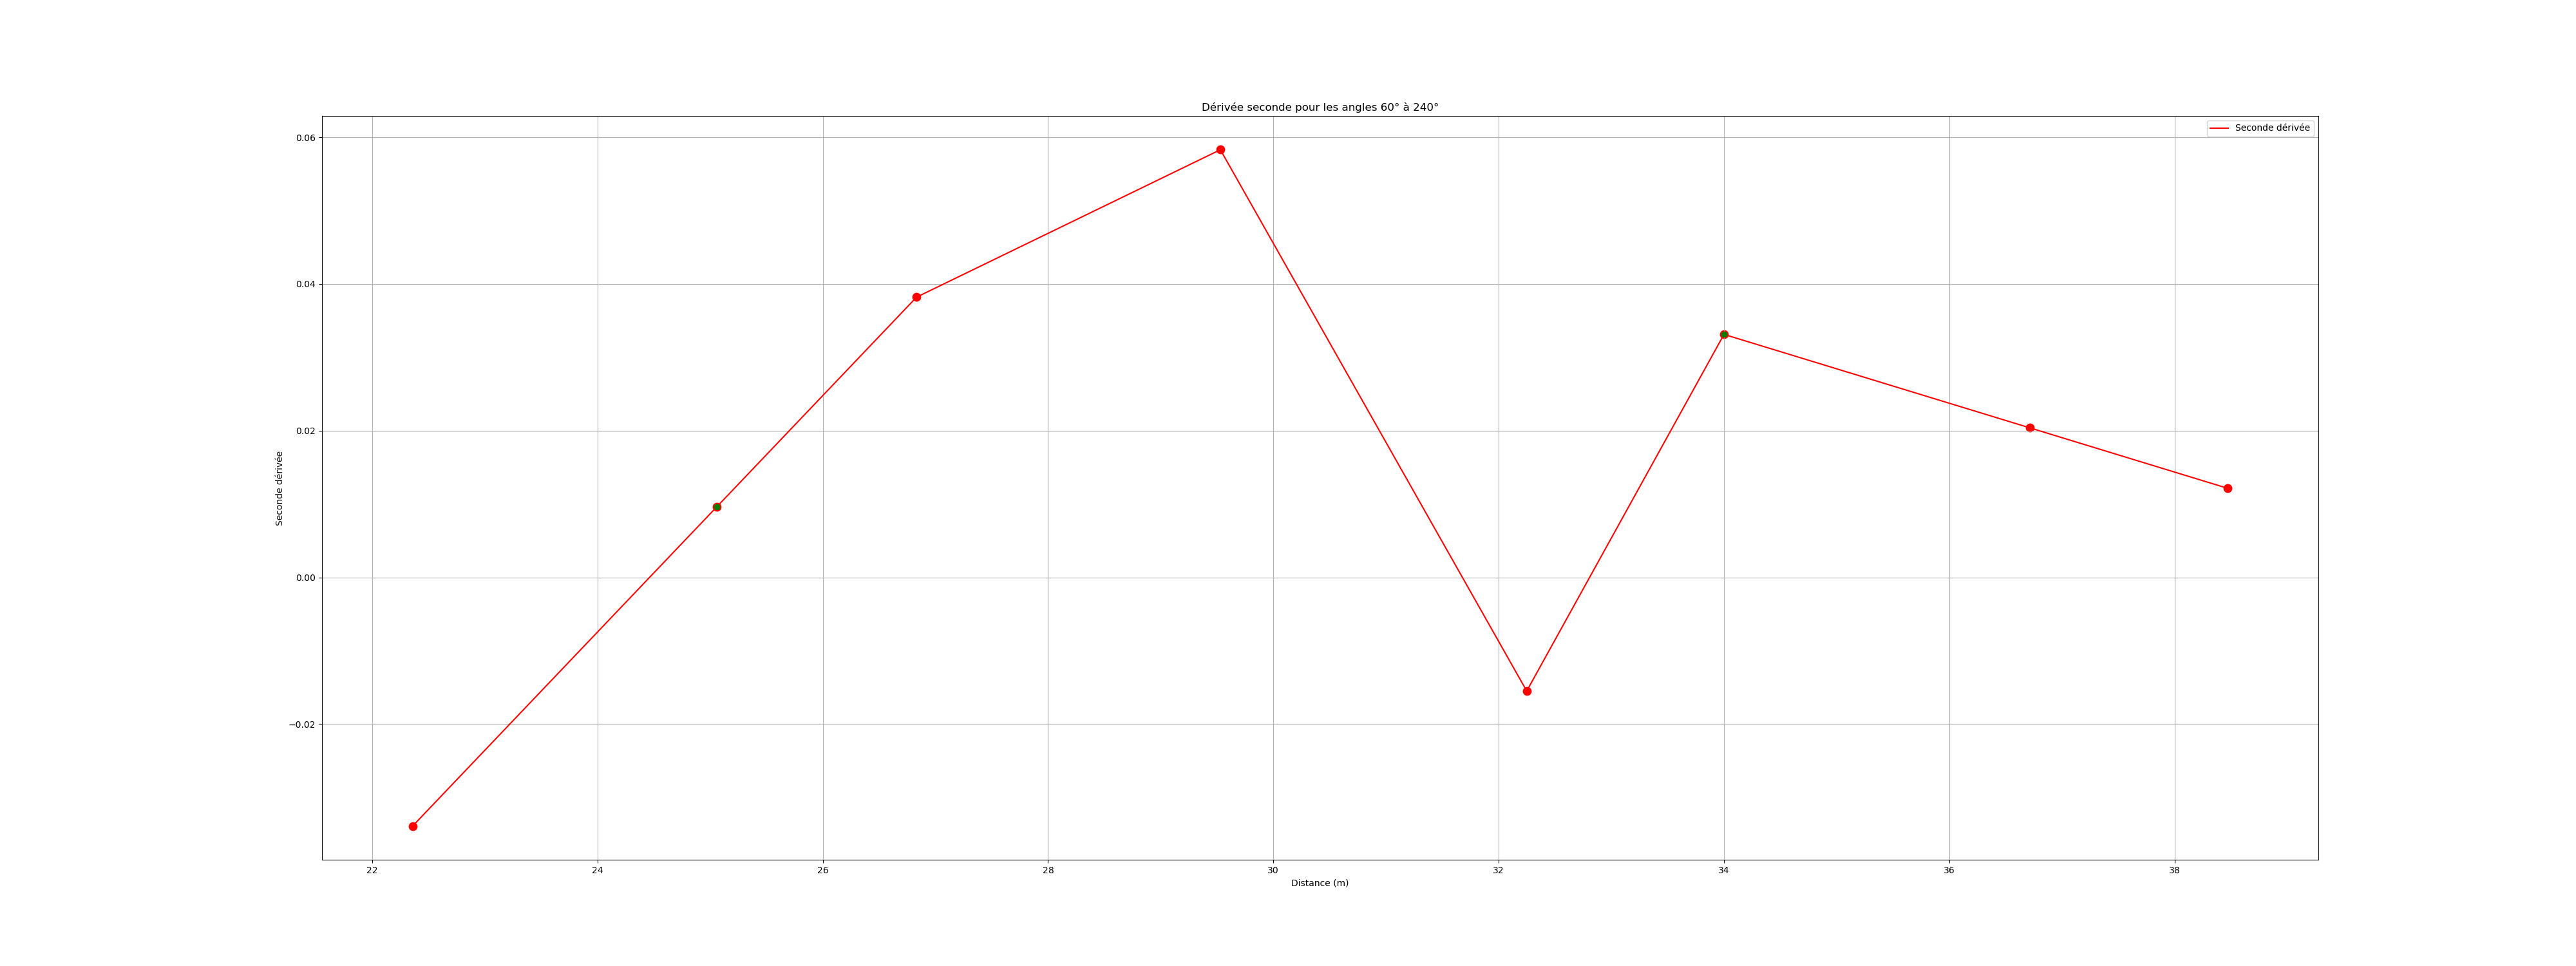 Dérivée seconde pour les angles 60° à 240°
Seconde dérivée
0.06
0.04
0.02
0.00
−0.02
Seconde dérivée
22 24 26 28 30 32 34 36 38
Distance (m)